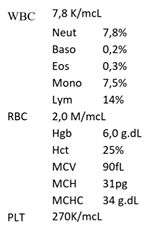 WBC 7,8 K/mcL
Neut 7,8%
Baso 0,2%
Eos 0,3%
Mono 7,5%
Lym 14%
RBC 2,0 M/mcL
Hgb 6,0 g.dL
Hct 25%
MCV 90fL
MCH 31pg
MCHC 34 g.dL
PLT 270K/mcL